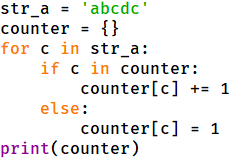 str_a = 'abcdc'
counter = {}
for c in str_a:
    if c in counter:
        counter[c] += 1
    else:
        counter[c] = 1
print(counter)